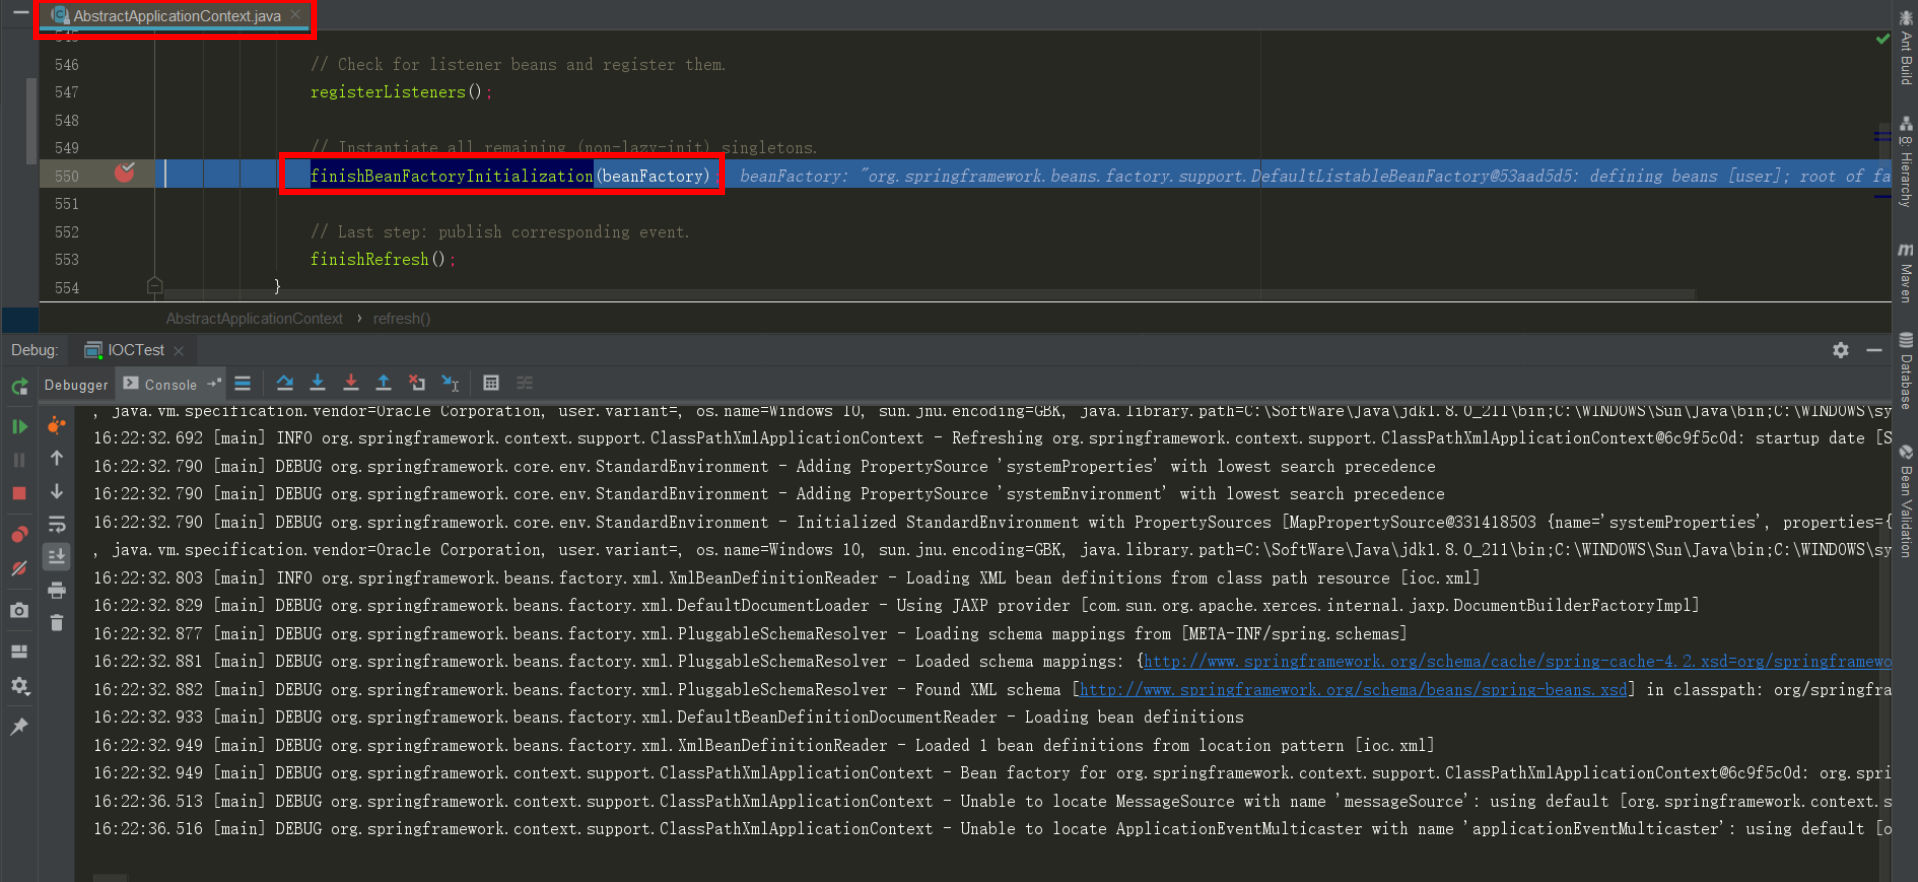 AbstractApplicationContext.java
545
546 // Check for listener beans and register them.
547 registerListeners();
548
549 // Instantiate all remaining (non-lazy-init) singletons.
550 finishBeanFactoryInitialization(beanFactory); beanFactory: "org.springframework.beans.factory.support.DefaultListableBeanFactory@53aad5d5: defining beans [user]; root of fa
551
552 // Last step: publish corresponding event.
553 finishRefresh();
554 }
AbstractApplicationContext › refresh()
Debug: IOCTest
Debugger Console
, java.vm.specification.vendor=Oracle Corporation, user.variant=, os.name=Windows 10, sun.jnu.encoding=GBK, java.library.path=C:\SoftWare\Java\jdk1.8.0_211\bin;C:\WINDOWS\Sun\Java\bin;C:\WINDOWS\sy
16:22:32.692 [main] INFO org.springframework.context.support.ClassPathXmlApplicationContext - Refreshing org.springframework.context.support.ClassPathXmlApplicationContext@6c9f5c0d: startup date [S
16:22:32.790 [main] DEBUG org.springframework.core.env.StandardEnvironment - Adding PropertySource 'systemProperties' with lowest search precedence
16:22:32.790 [main] DEBUG org.springframework.core.env.StandardEnvironment - Adding PropertySource 'systemEnvironment' with lowest search precedence
16:22:32.790 [main] DEBUG org.springframework.core.env.StandardEnvironment - Initialized StandardEnvironment with PropertySources [MapPropertySource@331418503 {name='systemProperties', properties={
, java.vm.specification.vendor=Oracle Corporation, user.variant=, os.name=Windows 10, sun.jnu.encoding=GBK, java.library.path=C:\SoftWare\Java\jdk1.8.0_211\bin;C:\WINDOWS\Sun\Java\bin;C:\WINDOWS\sy
16:22:32.803 [main] INFO org.springframework.beans.factory.xml.XmlBeanDefinitionReader - Loading XML bean definitions from class path resource [ioc.xml]
16:22:32.829 [main] DEBUG org.springframework.beans.factory.xml.DefaultDocumentLoader - Using JAXP provider [com.sun.org.apache.xerces.internal.jaxp.DocumentBuilderFactoryImpl]
16:22:32.877 [main] DEBUG org.springframework.beans.factory.xml.PluggableSchemaResolver - Loading schema mappings from [META-INF/spring.schemas]
16:22:32.881 [main] DEBUG org.springframework.beans.factory.xml.PluggableSchemaResolver - Loaded schema mappings: {http://www.springframework.org/schema/cache/spring-cache-4.2.xsd=org/springframewo
16:22:32.882 [main] DEBUG org.springframework.beans.factory.xml.PluggableSchemaResolver - Found XML schema [http://www.springframework.org/schema/beans/spring-beans.xsd] in classpath: org/springfra
16:22:32.933 [main] DEBUG org.springframework.beans.factory.xml.DefaultBeanDefinitionDocumentReader - Loading bean definitions
16:22:32.949 [main] DEBUG org.springframework.beans.factory.xml.XmlBeanDefinitionReader - Loaded 1 bean definitions from location pattern [ioc.xml]
16:22:32.949 [main] DEBUG org.springframework.context.support.ClassPathXmlApplicationContext - Bean factory for org.springframework.context.support.ClassPathXmlApplicationContext@6c9f5c0d: org.spri
16:22:36.513 [main] DEBUG org.springframework.context.support.ClassPathXmlApplicationContext - Unable to locate MessageSource with name 'messageSource': using default [org.springframework.context.s
16:22:36.516 [main] DEBUG org.springframework.context.support.ClassPathXmlApplicationContext - Unable to locate ApplicationEventMulticaster with name 'applicationEventMulticaster': using default [o
Ant Build
8: Hierarchy
Maven
Database
Bean Validation